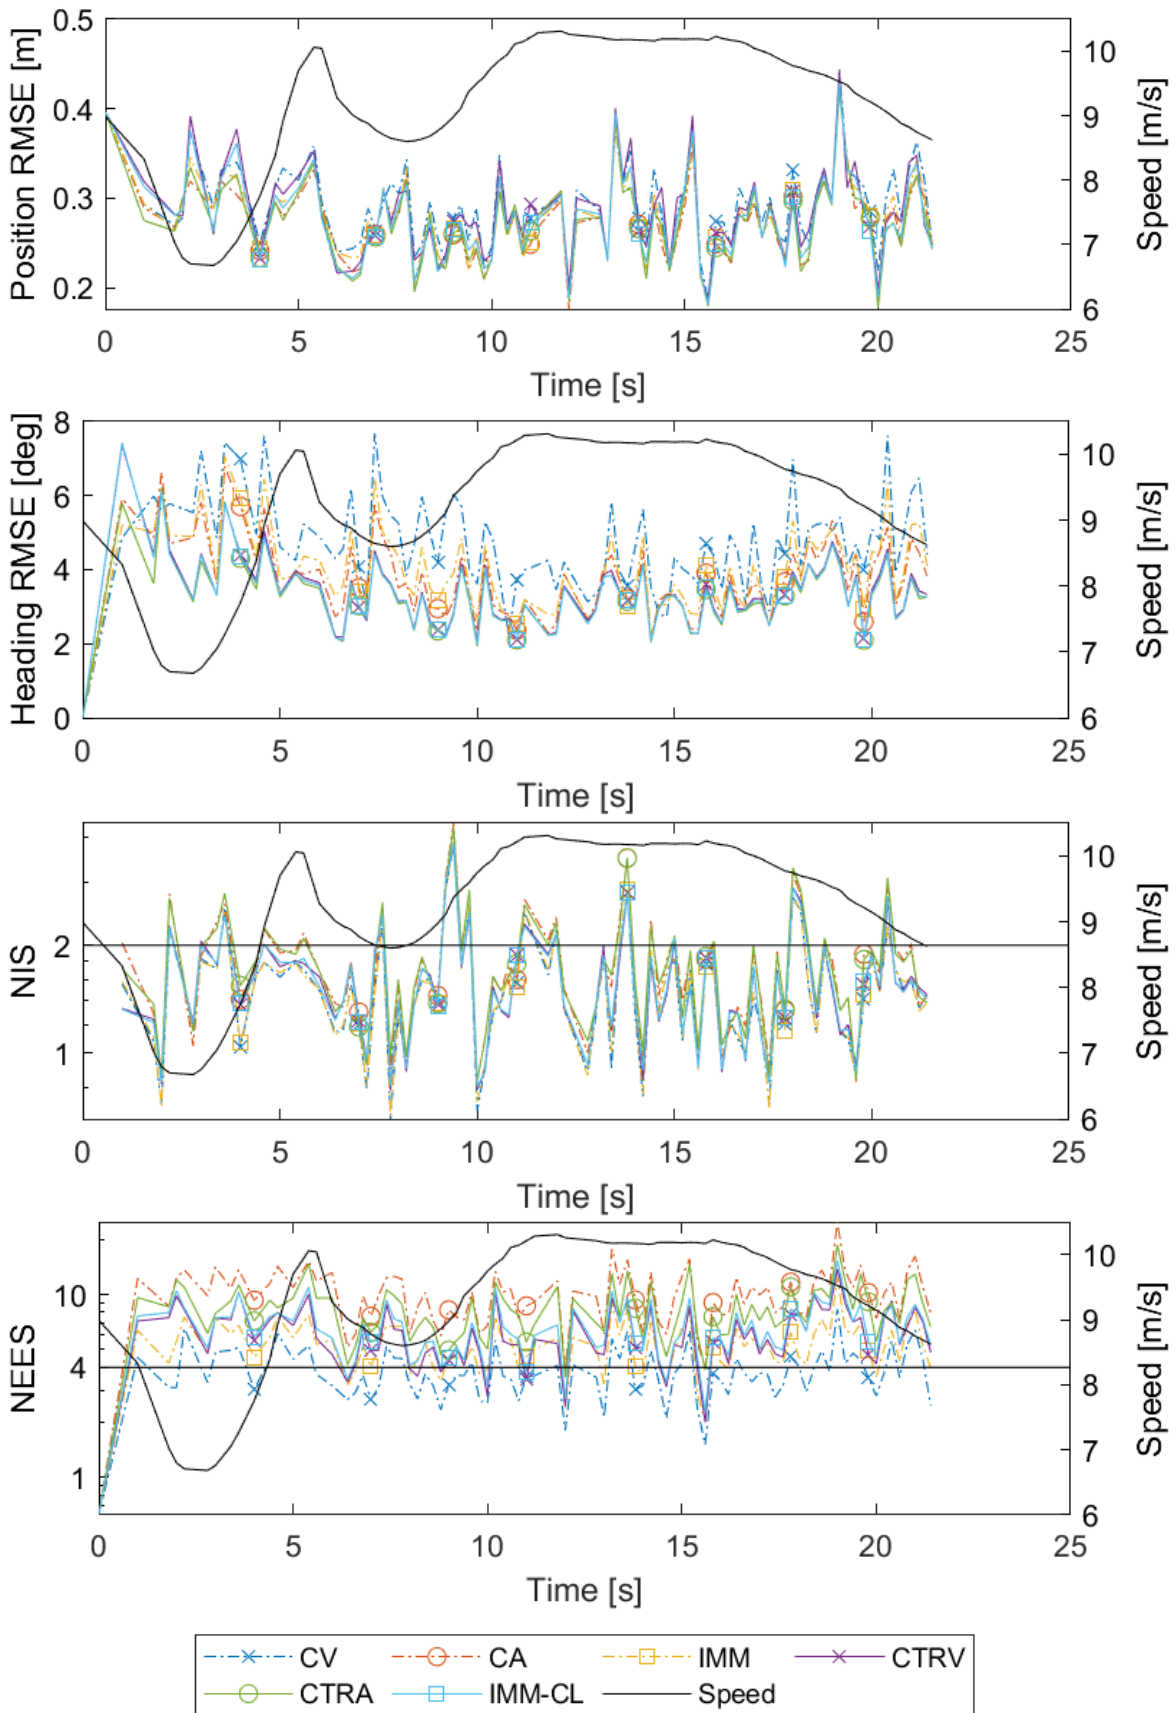 0.5
0.4
0.3
0.2
Position RMSE [m]
10
9
8
7
6
Speed [m/s]
0 5 10 15 20 25
Time [s]
8
6
4
2
0
Heading RMSE [deg]
10
9
8
7
6
Speed [m/s]
0 5 10 15 20 25
Time [s]
2
1
NIS
10
9
8
7
6
Speed [m/s]
0 5 10 15 20 25
Time [s]
10
4
1
NEES
10
9
8
7
6
Speed [m/s]
0 5 10 15 20 25
Time [s]
CV CA IMM CTRV
CTRA IMM-CL Speed